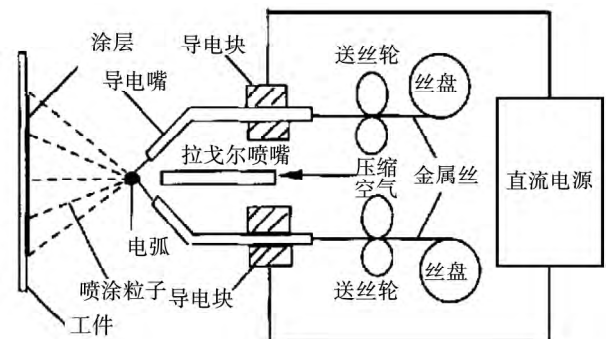 涂层
导电块
导电嘴
送丝轮
丝盘
拉戈尔喷嘴
压缩
空气
金属丝
直流电源
电弧
喷涂粒子
导电块
送丝轮
丝盘
工件